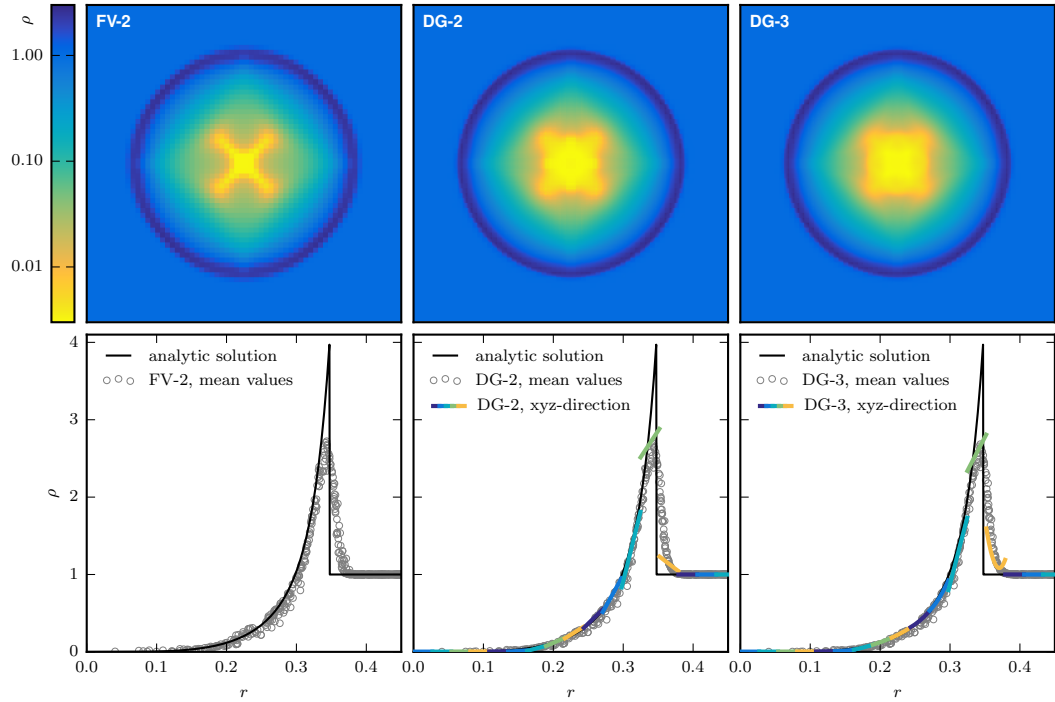 ρ
FV-2
DG-2
DG-3
1.00
0.10
0.01
4
3
2
1
0
ρ
analytic solution
FV-2, mean values
analytic solution
DG-2, mean values
DG-2, xyz-direction
analytic solution
DG-3, mean values
DG-3, xyz-direction
0.0 0.1 0.2 0.3 0.4
0.0 0.1 0.2 0.3 0.4
0.0 0.1 0.2 0.3 0.4
r
r
r